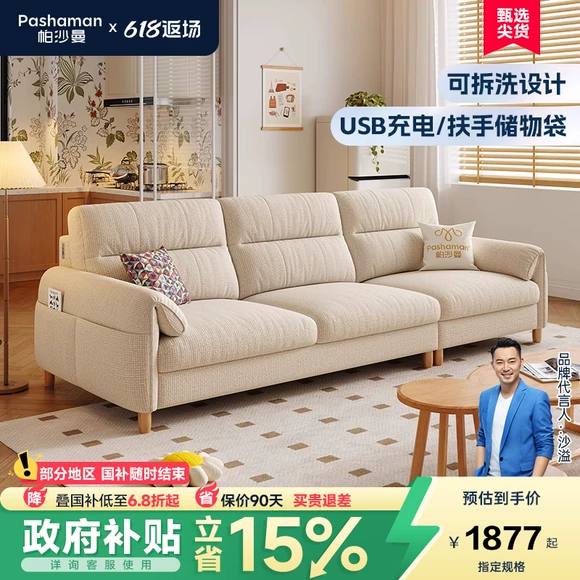 Pashaman
帕沙曼
x 618返场
甄选
尖货
可拆洗设计
USB充电/扶手储物袋
Pashaman
帕沙曼
品牌代言人:沙溢
部分地区 国补随时结束
降 叠国补低至6.8折起 省 保价90天 买贵退差
政府补贴
详询客服使用
立省15%
预估到手价
¥1877起
指定规格